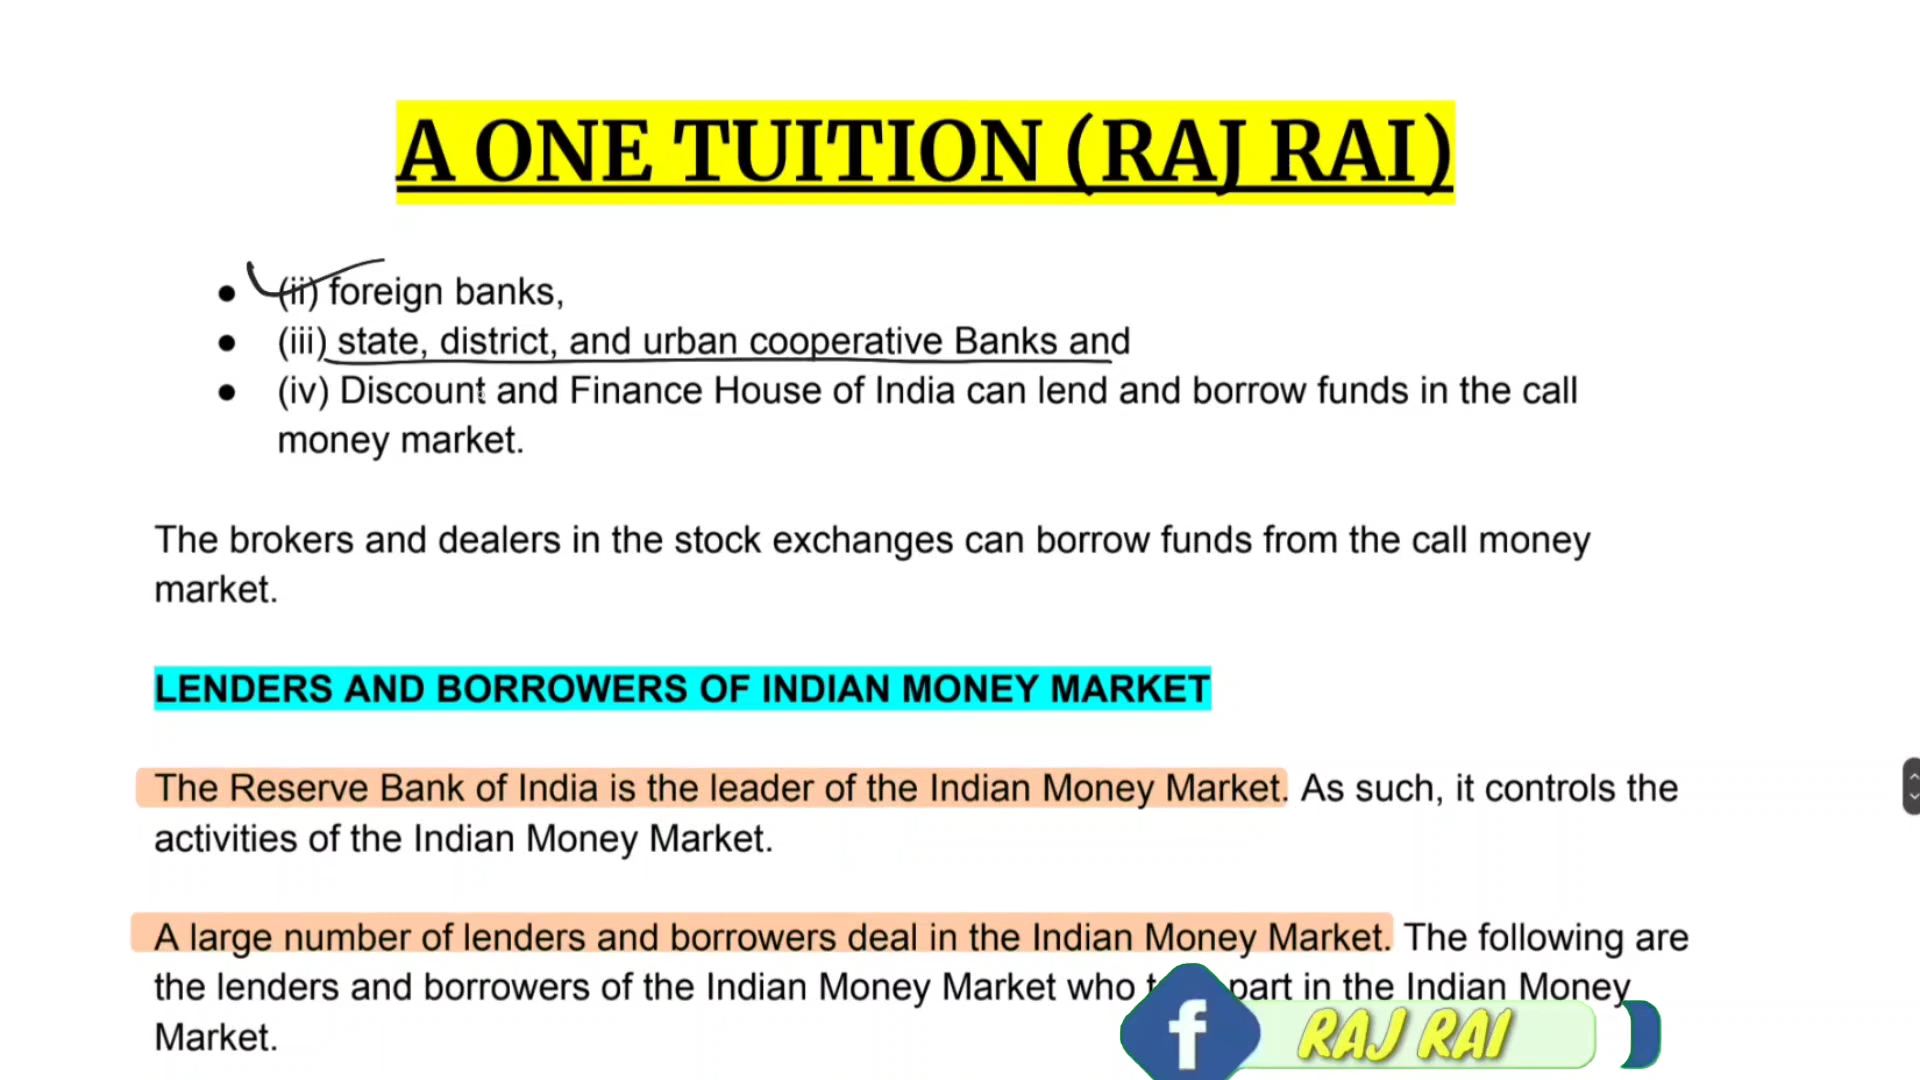 A ONE TUITION (RAJ RAI)
● (ii) foreign banks,
● (iii) state, district, and urban cooperative Banks and
● (iv) Discount and Finance House of India can lend and borrow funds in the call
money market.
The brokers and dealers in the stock exchanges can borrow funds from the call money
market.
LENDERS AND BORROWERS OF INDIAN MONEY MARKET
The Reserve Bank of India is the leader of the Indian Money Market. As such, it controls the
activities of the Indian Money Market.
A large number of lenders and borrowers deal in the Indian Money Market. The following are
the lenders and borrowers of the Indian Money Market who part in the Indian Money
Market.
f RAJ RAI